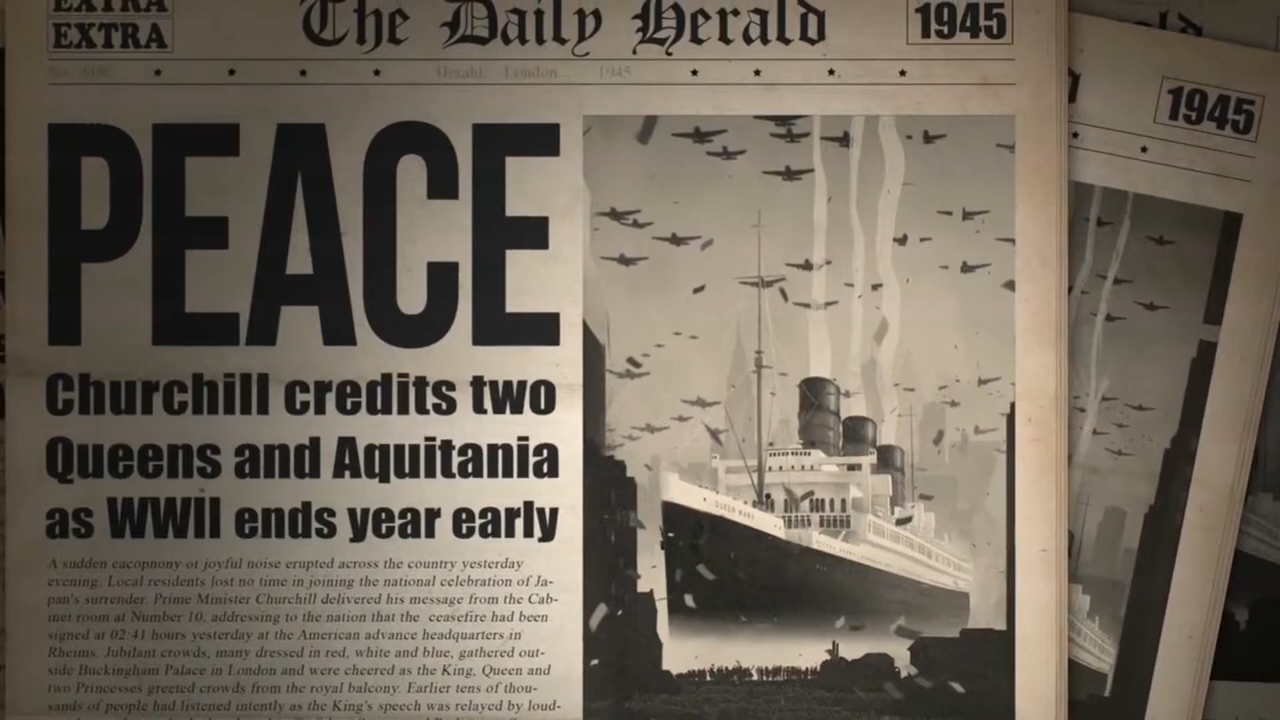 EXTRA
EXTRA
The Daily Herald
1945
Herald London 1945
PEACE
Churchill credits two
Queens and Aquitania
as WWII ends year early
A sudden cacophony of joyful noise erupted across the country yesterday
evening: Local residents lost no time in joining the national celebration of Ja-
pan's surrender. Prime Minister Churchill delivered his message from the Cab-
inet room at Number 10, addressing to the nation that the ceasefire had been
signed at 02:41 hours yesterday at the American advance headquarters in
Rheims. Jubilant crowds, many dressed in red, white and blue, gathered out-
side Buckingham Palace in London and were cheered as the King, Queen and
two Princesses greeted crowds from the royal balcony. Earlier tens of thou-
sands of people had listened intently as the King's speech was relayed by loud-
QUEEN MARY
1945